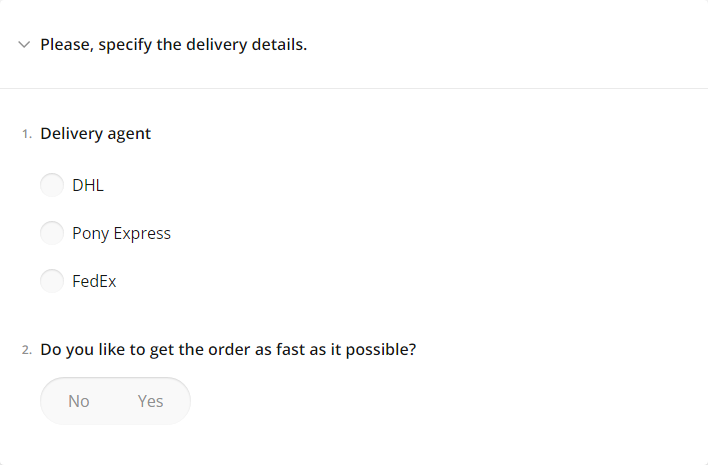 Please, specify the delivery details.
1. Delivery agent
DHL
Pony Express
FedEx
2. Do you like to get the order as fast as it possible?
No Yes